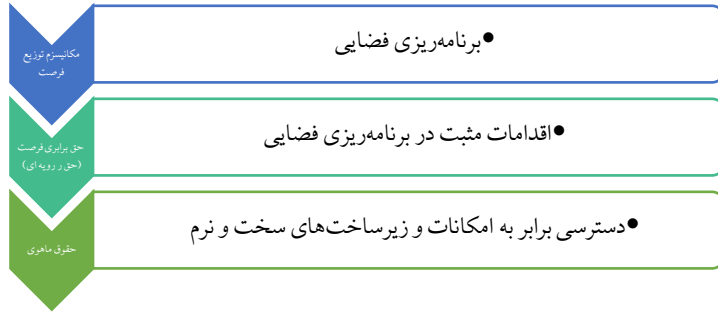 مکانیسزم توزیع
فرصت
•برنامه‌ریزی فضایی
حق برابری فرصت
(حق ر رویه ای)
•اقدامات مثبت در برنامه‌ریزی فضایی
حقوق ماهوی
•دسترسی برابر به امکانات و زیرساخت‌های سخت و نرم